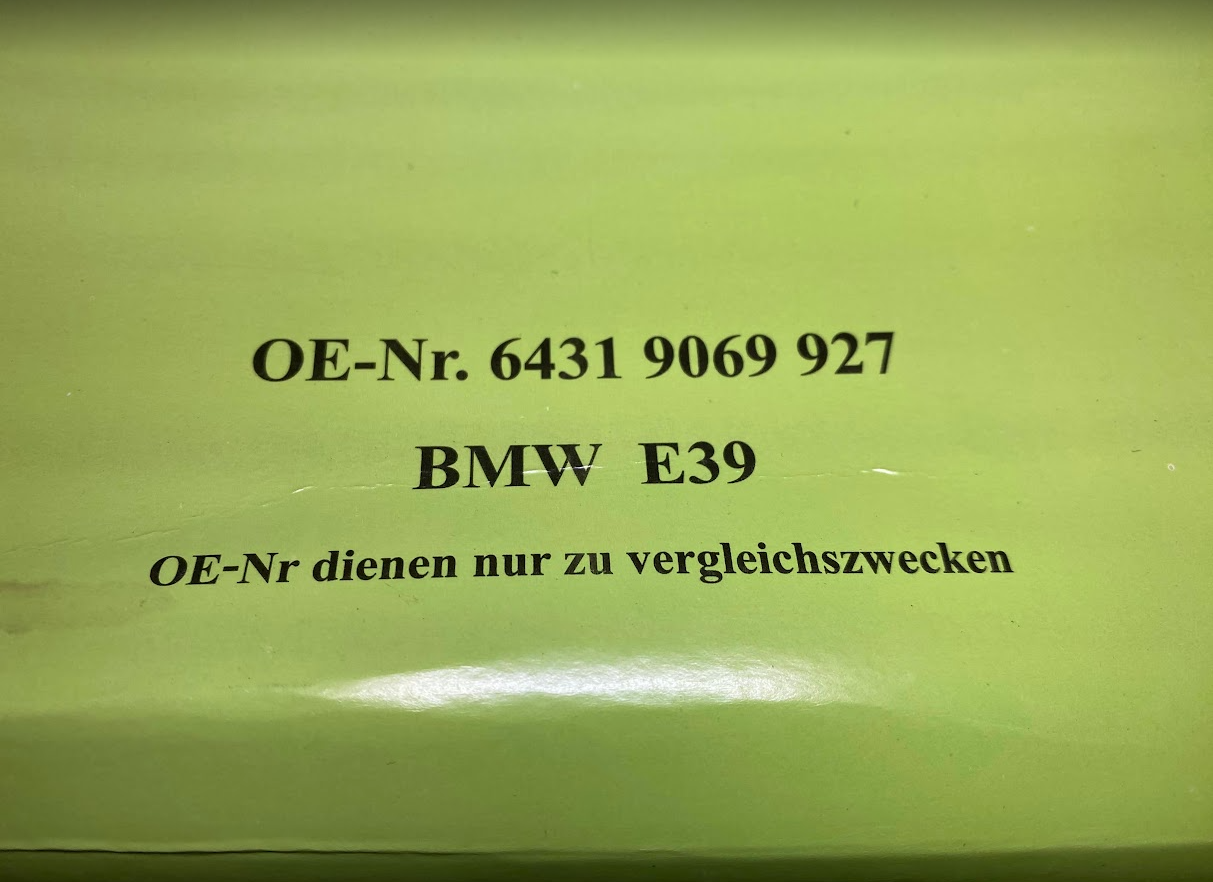 OE-Nr. 6431 9069 927
BMW E39
OE-Nr dienen nur zu vergleichszwecken